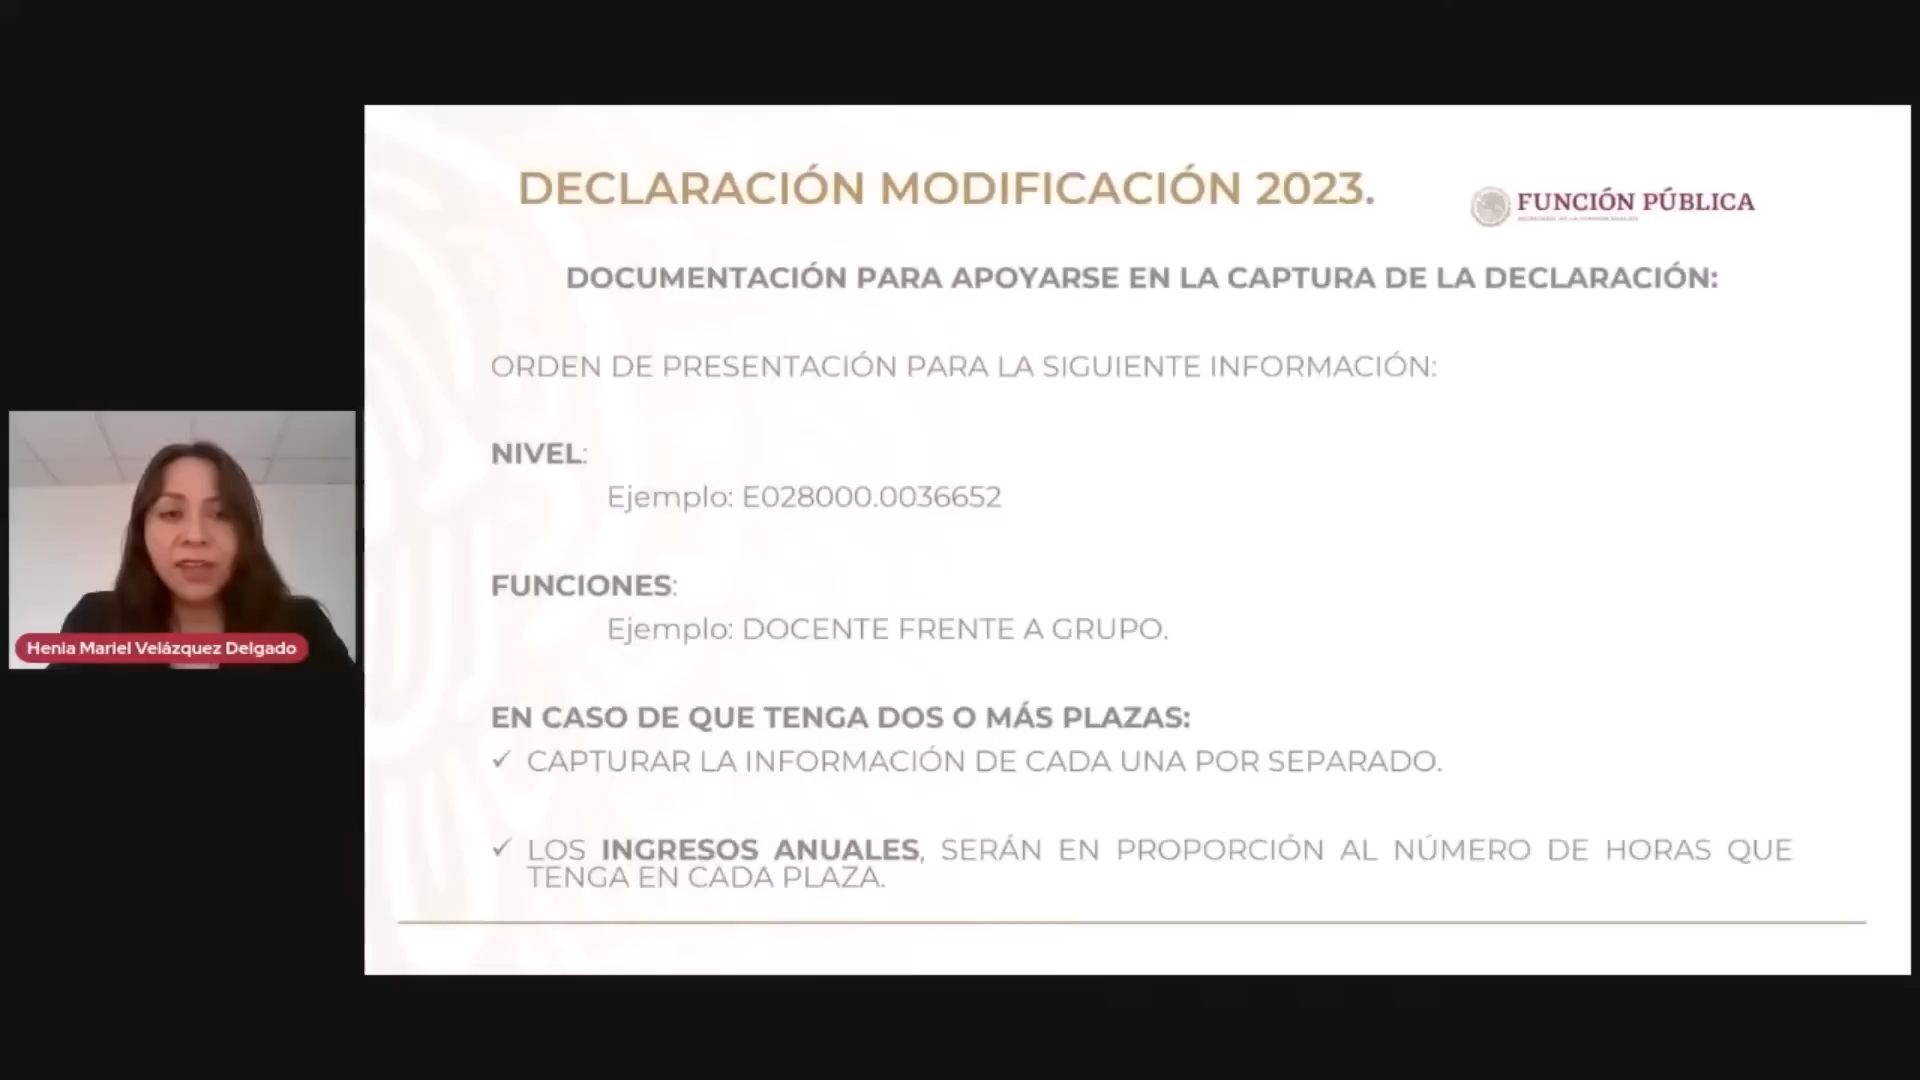 DECLARACIÓN MODIFICACIÓN 2023.
FUNCIÓN PÚBLICA
DOCUMENTACIÓN PARA APOYARSE EN LA CAPTURA DE LA DECLARACIÓN:
ORDEN DE PRESENTACIÓN PARA LA SIGUIENTE INFORMACIÓN:
NIVEL:
Ejemplo: E028000.0036652
FUNCIONES:
Ejemplo: DOCENTE FRENTE A GRUPO.
Henia Mariel Velázquez Delgado
EN CASO DE QUE TENGA DOS O MÁS PLAZAS:
✓ CAPTURAR LA INFORMACIÓN DE CADA UNA POR SEPARADO.
✓ LOS INGRESOS ANUALES, SERÁN EN PROPORCIÓN AL NÚMERO DE HORAS QUE
TENGA EN CADA PLAZA.